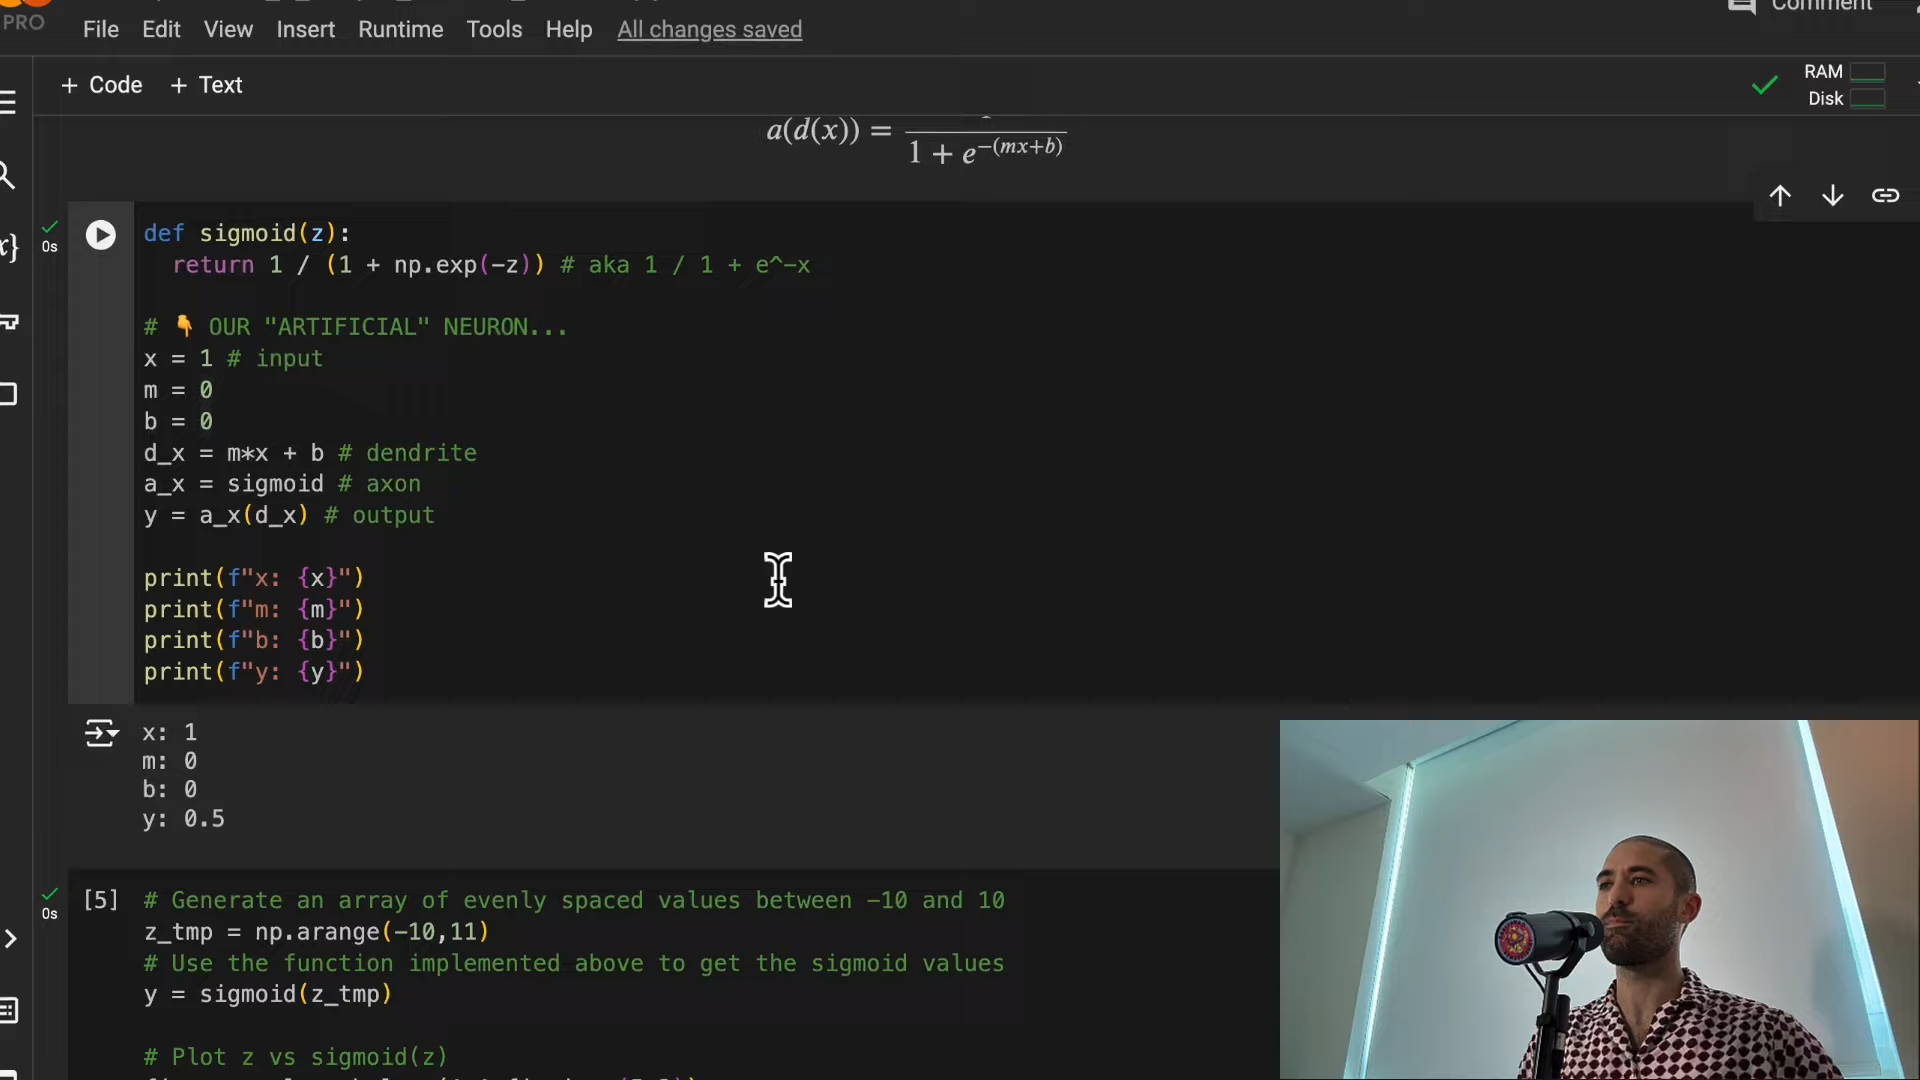 Comment
PRO
File Edit View Insert Runtime Tools Help All changes saved
+ Code + Text
RAM
Disk
a(d(x)) = 1 + e^-(mx+b)
0s
def sigmoid(z):
return 1 / (1 + np.exp(-z)) # aka 1 / 1 + e^-x
# 👇 OUR "ARTIFICIAL" NEURON...
x = 1 # input
m = 0
b = 0
d_x = m*x + b # dendrite
a_x = sigmoid # axon
y = a_x(d_x) # output
print(f"x: {x}")
print(f"m: {m}")
print(f"b: {b}")
print(f"y: {y}")
x: 1
m: 0
b: 0
y: 0.5
[5] # Generate an array of evenly spaced values between -10 and 10
0s
z_tmp = np.arange(-10,11)
# Use the function implemented above to get the sigmoid values
y = sigmoid(z_tmp)
# Plot z vs sigmoid(z)